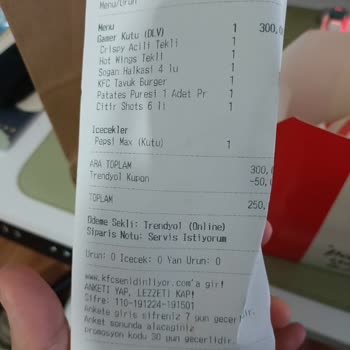 Menu/Ürün
Menu
Gamer Kutu (DLV) 1 300,
Crispy Acili Tekli 1
Hot Wings Tekli 1
Sogan Halkasi 4 lu 1
KFC Tavuk Burger 1
Patates Puresi 1 Adet Pr 1
Citir Shots 6 li 1
Icecekler
Pepsi Max (Kutu) 1
ARA TOPLAM 300,
Trendyol Kupon -50,
TOPLAM 250,
Odeme Sekli: Trendyol (Online)
Siparis Notu: Servis Istiyorum
Urun: 0 Icecek: 0 Yan Urun: 0
www.kfcsenidinliyor.com'a gir!
ANKETI YAP, LEZZETI KAP!
Sifre: 110-191224-191501
Ankete giris sifreniz 7 gun gecerli
Anket sonunda alacaginiz
promosyon kodu 30 gun gecerlidir.